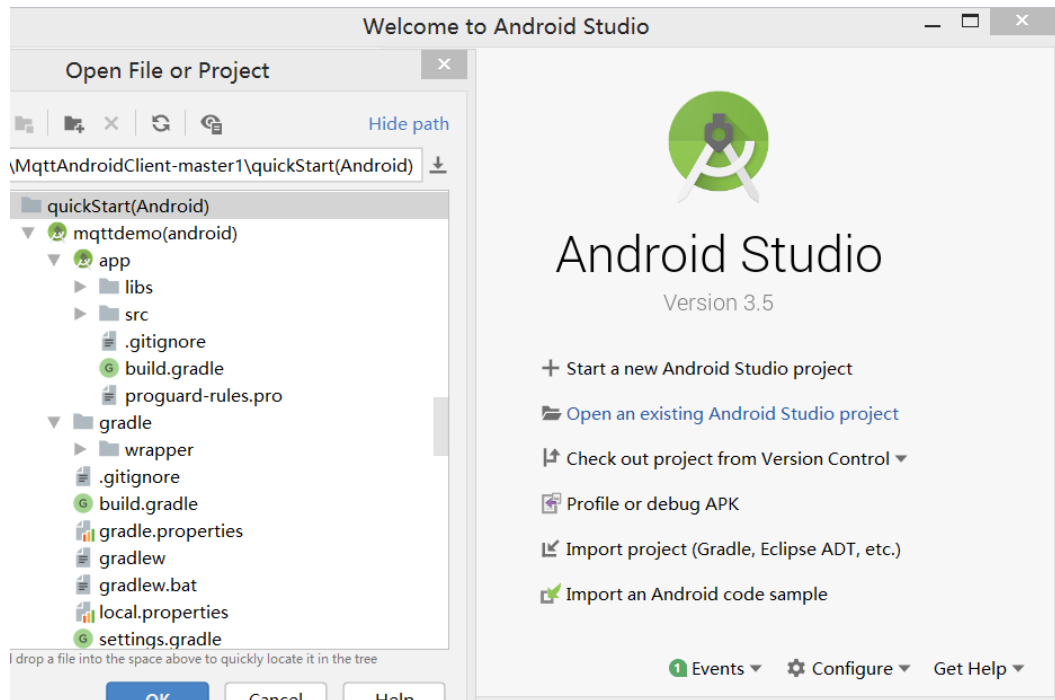 Welcome to Android Studio
Open File or Project
Hide path
\MqttAndroidClient-master1\quickStart(Android)
quickStart(Android)
mqttdemo(android)
app
libs
src
.gitignore
build.gradle
proguard-rules.pro
gradle
wrapper
.gitignore
build.gradle
gradle.properties
gradlew
gradlew.bat
local.properties
settings.gradle
drop a file into the space above to quickly locate it in the tree
OK Cancel Help
Android Studio
Version 3.5
Start a new Android Studio project
Open an existing Android Studio project
Check out project from Version Control
Profile or debug APK
Import project (Gradle, Eclipse ADT, etc.)
Import an Android code sample
1 Events Configure Get Help